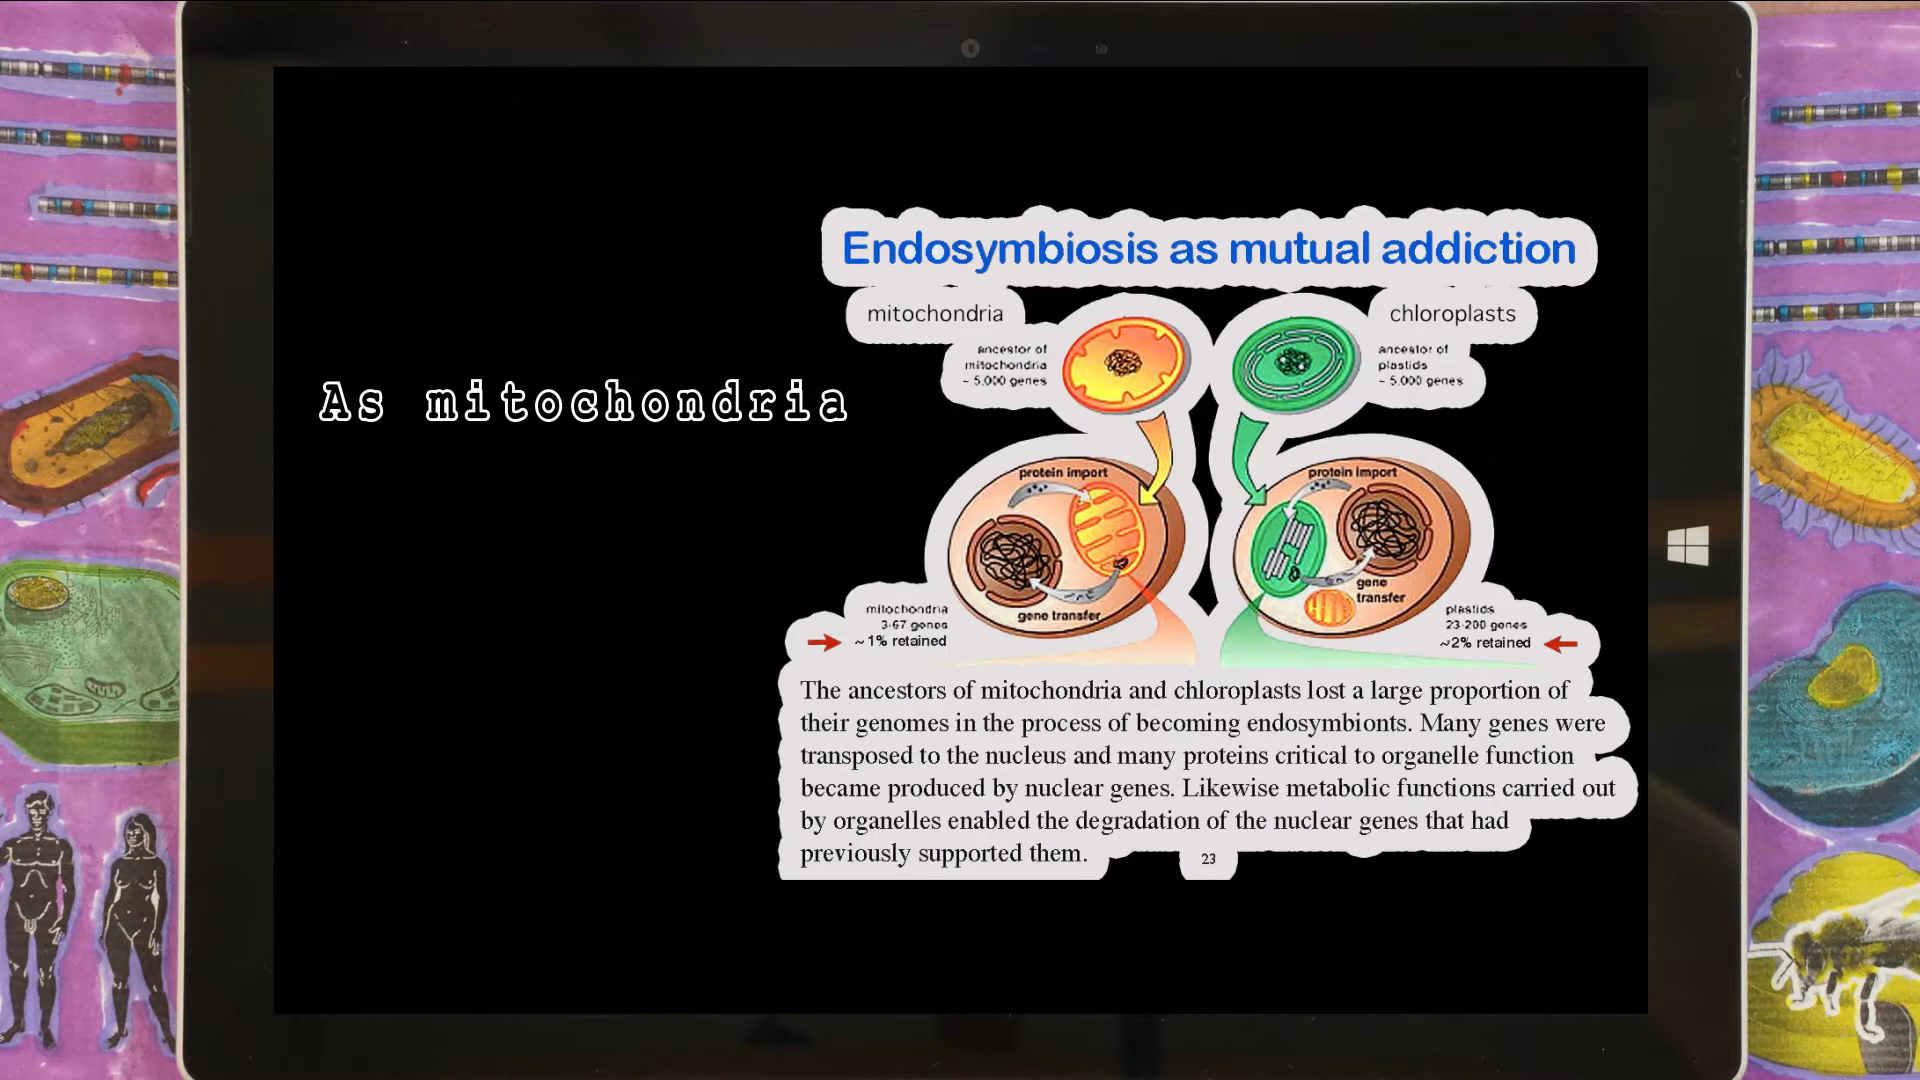 Endosymbiosis as mutual addiction
mitochondria
chloroplasts
ancestor of
mitochondria
~ 5,000 genes
ancestor of
plastids
~ 5,000 genes
As mitochondria
protein import
gene transfer
protein import
gene
transfer
mitochondria
3-67 genes
~1% retained
plastids
23-200 genes
~2% retained
The ancestors of mitochondria and chloroplasts lost a large proportion of
their genomes in the process of becoming endosymbionts. Many genes were
transposed to the nucleus and many proteins critical to organelle function
became produced by nuclear genes. Likewise metabolic functions carried out
by organelles enabled the degradation of the nuclear genes that had
previously supported them.
23